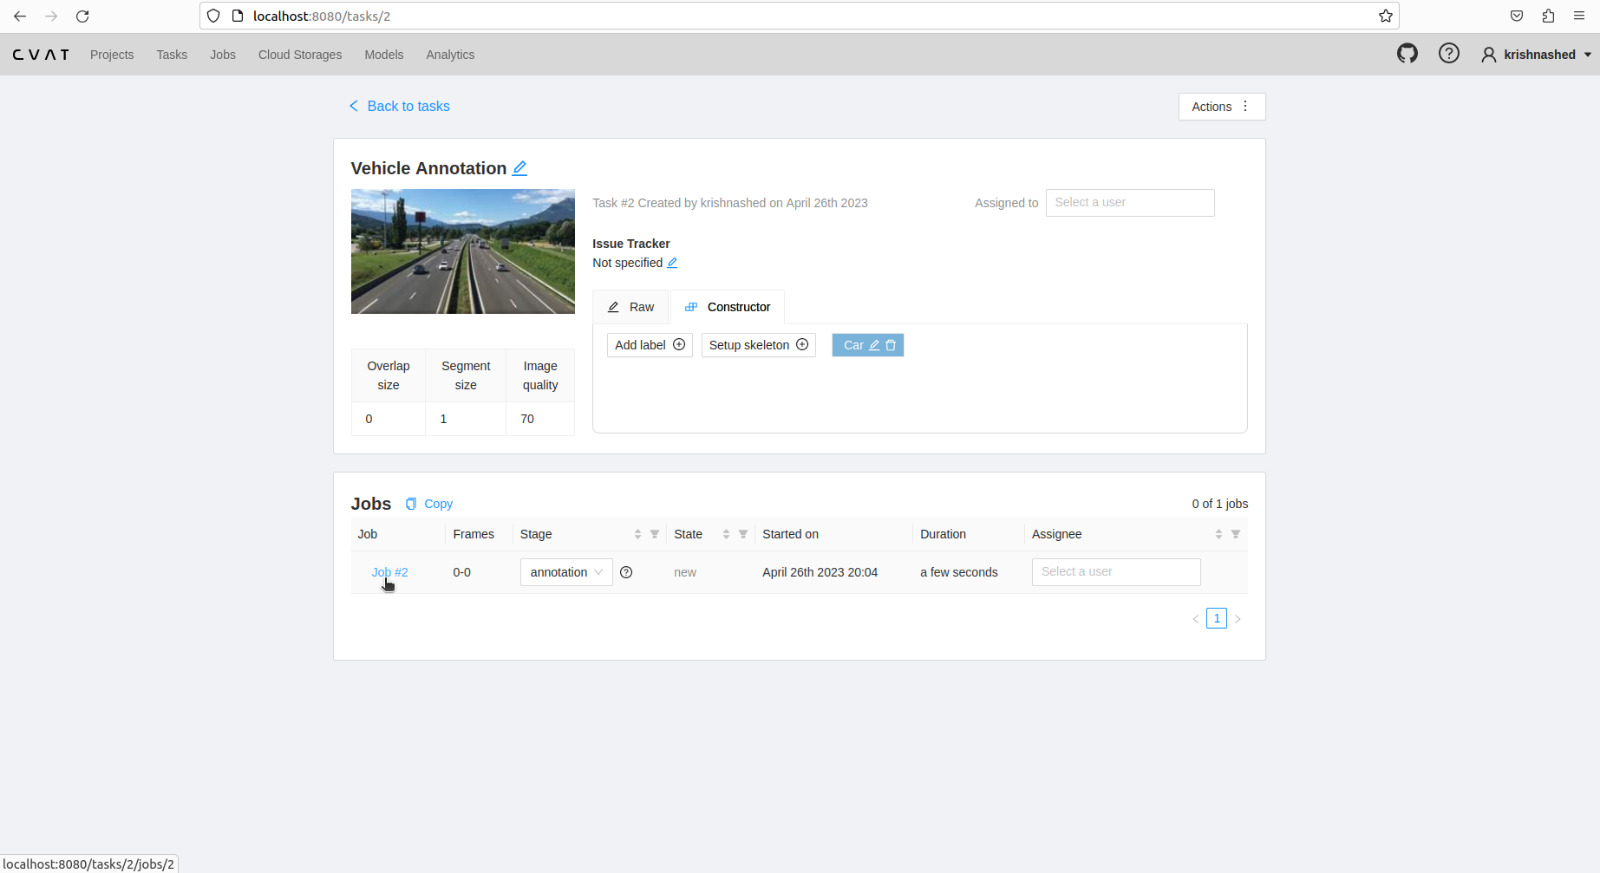 localhost:8080/tasks/2
CVAT Projects Tasks Jobs Cloud Storages Models Analytics krishnashed
Back to tasks Actions
Vehicle Annotation
Task #2 Created by krishnashed on April 26th 2023 Assigned to Select a user
Issue Tracker
Not specified
Raw Constructor
Add label Setup skeleton Car
Overlap size Segment size Image quality
0 1 70
Jobs Copy 0 of 1 jobs
Job Frames Stage State Started on Duration Assignee
Job #2 0-0 annotation new April 26th 2023 20:04 a few seconds Select a user
1
localhost:8080/tasks/2/jobs/2